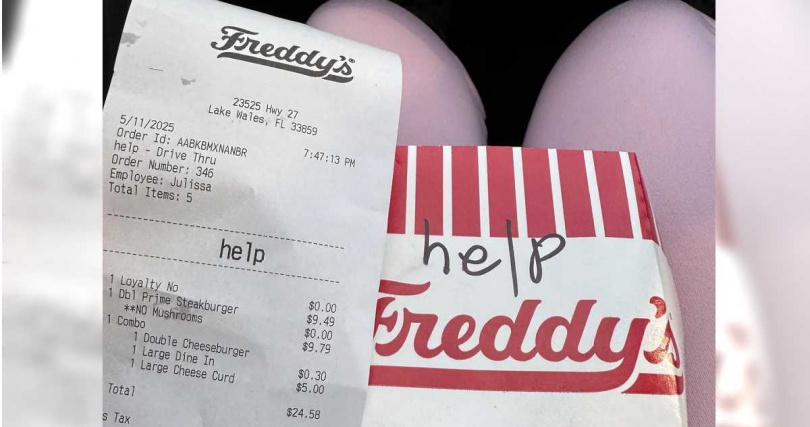 Freddy's
23525 Hwy 27
Lake Wales, FL 33859
5/11/2025 7:47:13 PM
Order Id: AABKBMXNANBR
help - Drive Thru
Order Number: 346
Employee: Julissa
Total Items: 5
help
1 Loyalty No $0.00
1 Dbl Prime Steakburger $9.49
**NO Mushrooms $0.00
1 Combo $9.79
1 Double Cheeseburger
1 Large Dine In $0.30
1 Large Cheese Curd $5.00
Total $24.58
s Tax
help
Freddy's